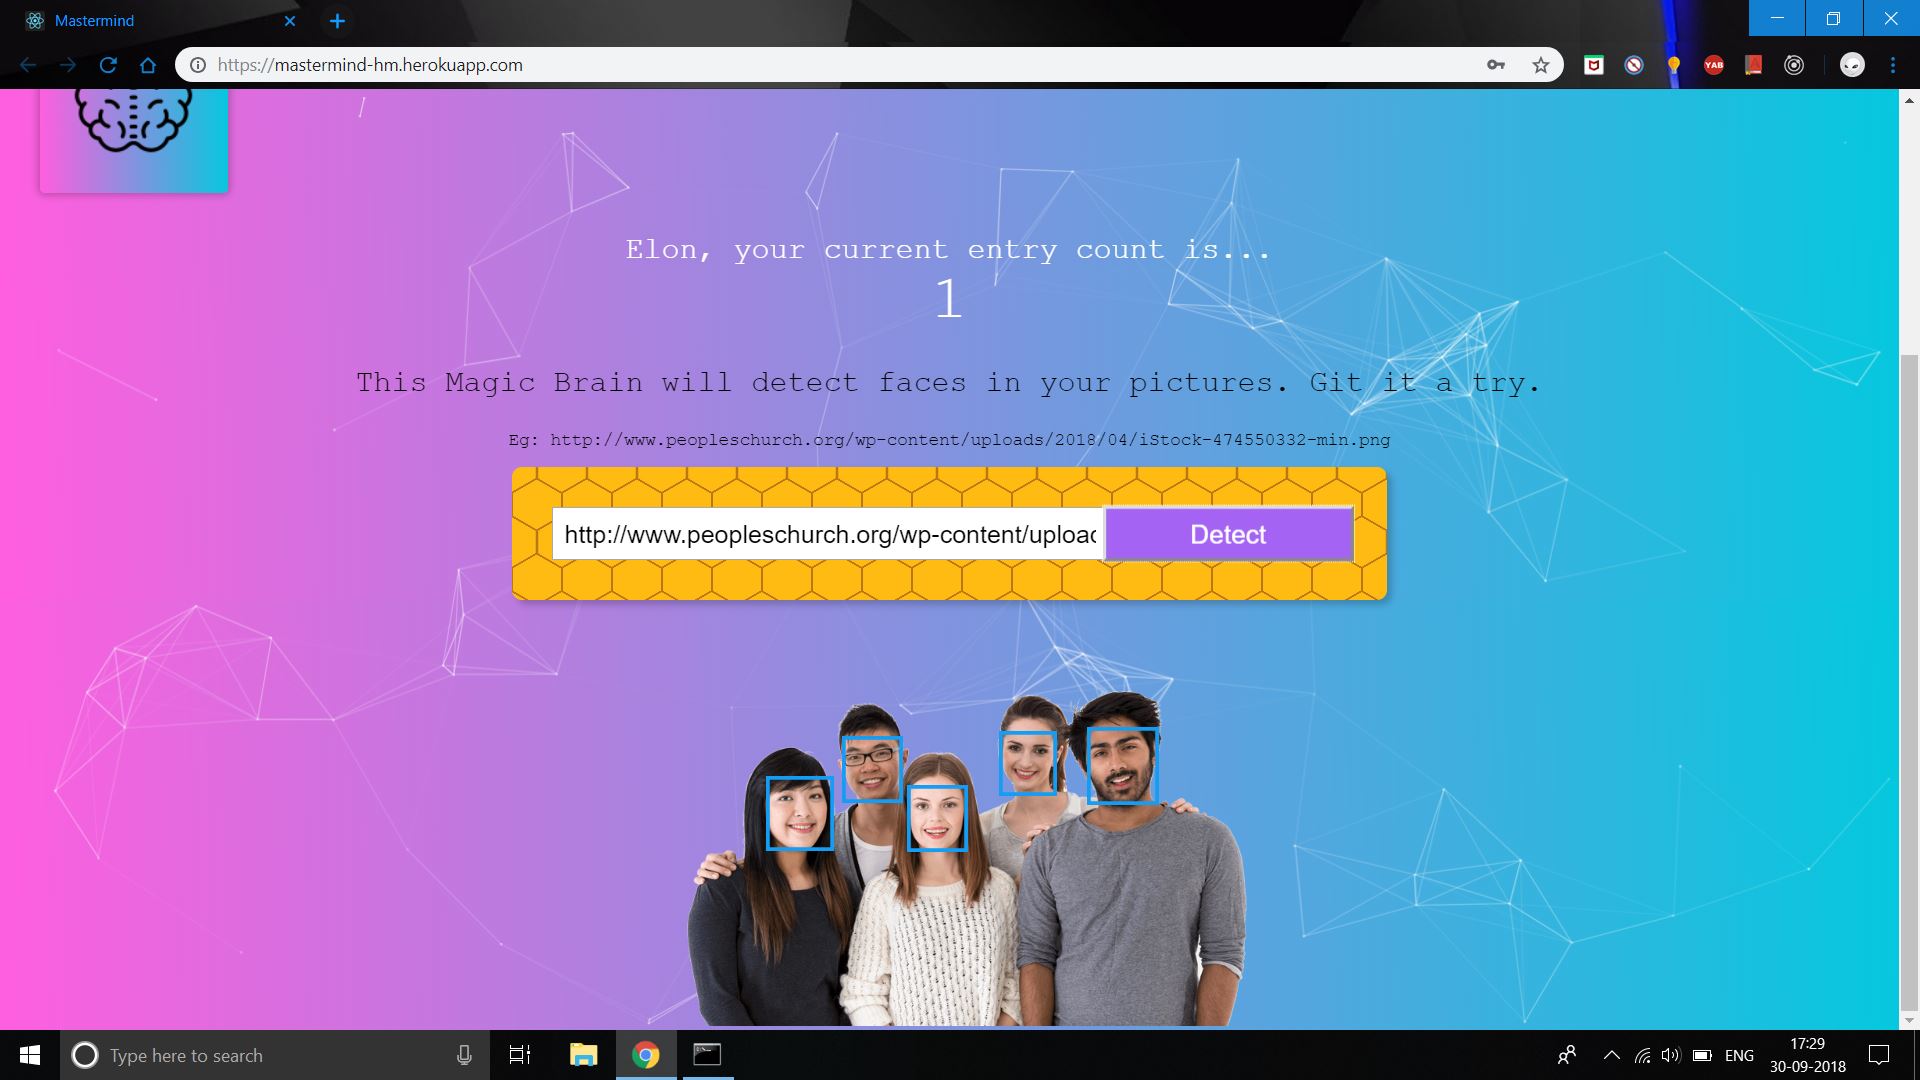 Mastermind
https://mastermind-hm.herokuapp.com
YAB
Elon, your current entry count is...
1
This Magic Brain will detect faces in your pictures. Git it a try.
Eg: http://www.peopleschurch.org/wp-content/uploads/2018/04/iStock-474550332-min.png
http://www.peopleschurch.org/wp-content/upload
Detect
Type here to search
ENG
17:29
30-09-2018